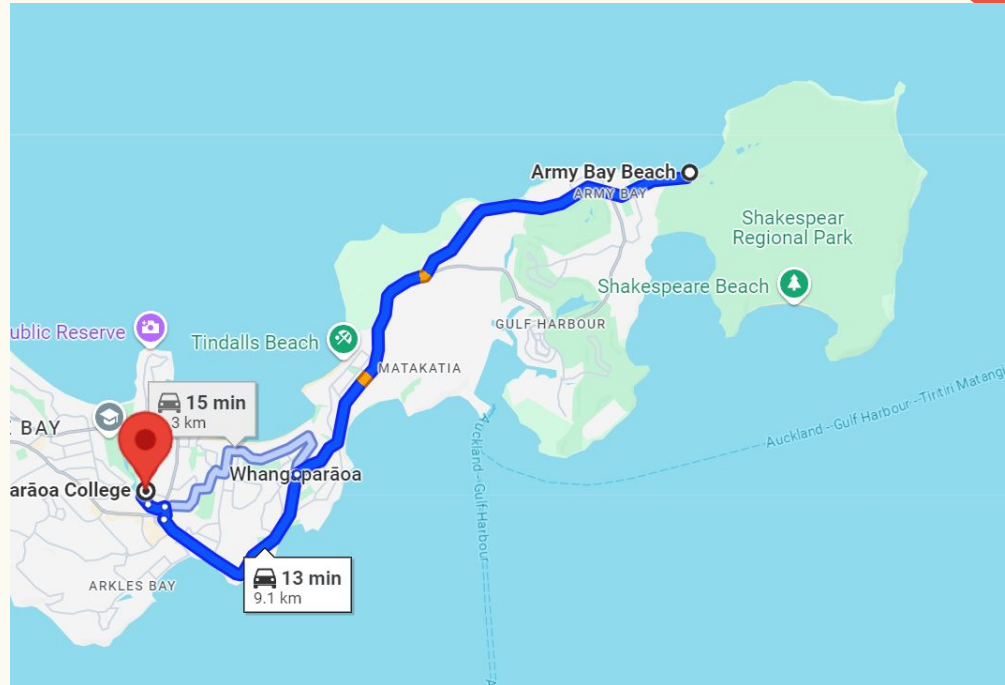 Army Bay Beach
ARMY BAY
Shakespear
Regional Park
Shakespeare Beach
GULF HARBOUR
ublic Reserve
Tindalls Beach
MATAKATIA
15 min
3 km
BAY
Whangaparāoa
arāoa College
13 min
9.1 km
ARKLES BAY
Auckland - Gulf Harbour - Tiritiri Matangi
Auckland - Gulf Harbour